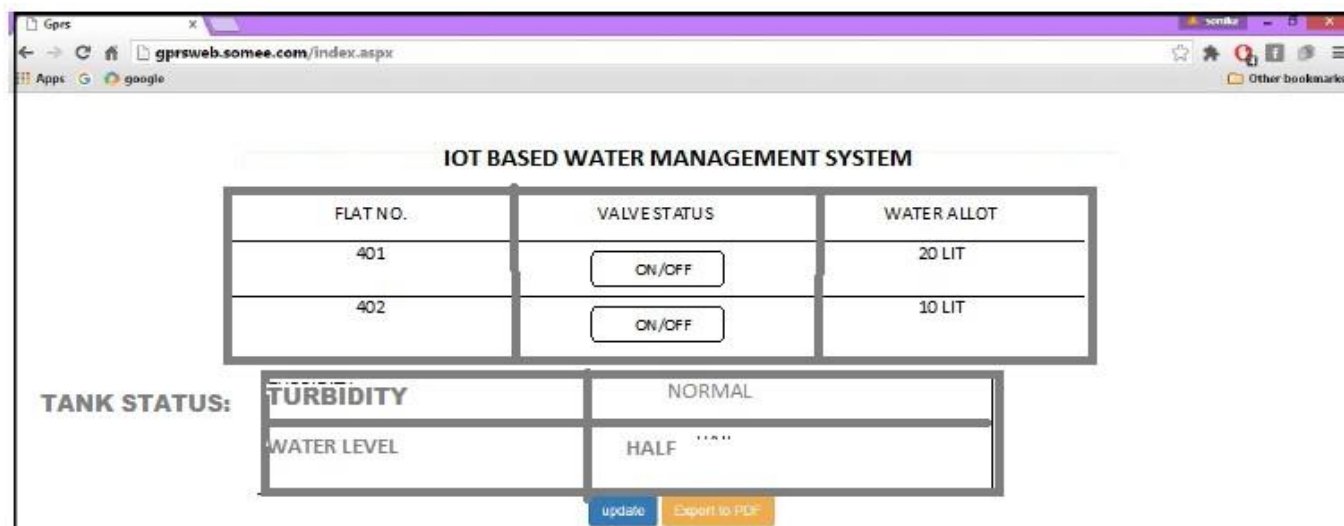 Gprs x sonika
gprsweb.somee.com/index.aspx
Apps G google Other bookmarks
IOT BASED WATER MANAGEMENT SYSTEM
FLAT NO. VALVE STATUS WATER ALLOT
401 ON/OFF 20 LIT
402 ON/OFF 10 LIT
TANK STATUS: TURBIDITY NORMAL
WATER LEVEL HALF
update Export to PDF